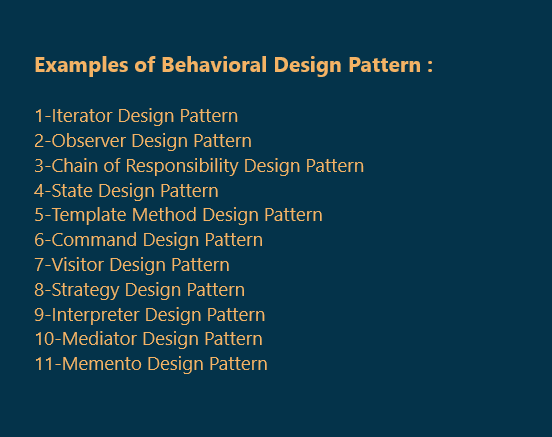 Examples of Behavioral Design Pattern :
1-Iterator Design Pattern
2-Observer Design Pattern
3-Chain of Responsibility Design Pattern
4-State Design Pattern
5-Template Method Design Pattern
6-Command Design Pattern
7-Visitor Design Pattern
8-Strategy Design Pattern
9-Interpreter Design Pattern
10-Mediator Design Pattern
11-Memento Design Pattern